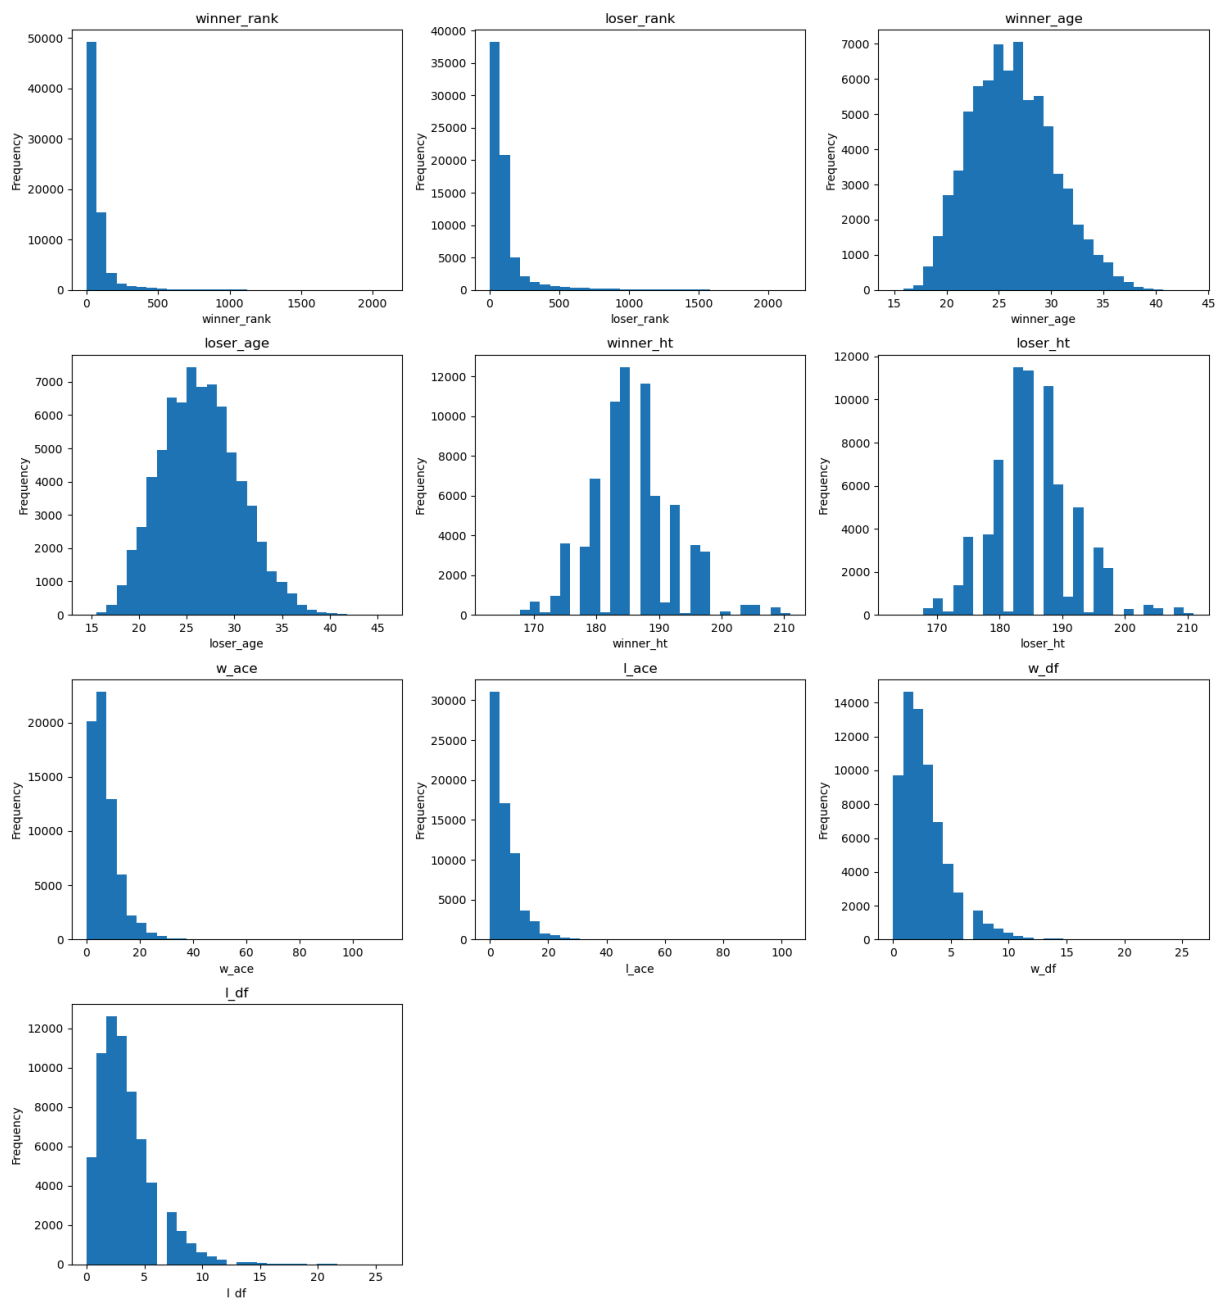 winner_rank
50000
40000
30000
20000
10000
0
Frequency
0 500 1000 1500 2000
winner_rank
loser_rank
40000
35000
30000
25000
20000
15000
10000
5000
0
Frequency
0 500 1000 1500 2000
loser_rank
winner_age
7000
6000
5000
4000
3000
2000
1000
0
Frequency
15 20 25 30 35 40 45
winner_age
loser_age
7000
6000
5000
4000
3000
2000
1000
0
Frequency
15 20 25 30 35 40 45
loser_age
winner_ht
12000
10000
8000
6000
4000
2000
0
Frequency
170 180 190 200 210
winner_ht
loser_ht
12000
10000
8000
6000
4000
2000
0
Frequency
170 180 190 200 210
loser_ht
w_ace
20000
15000
10000
5000
0
Frequency
0 20 40 60 80 100
w_ace
l_ace
30000
25000
20000
15000
10000
5000
0
Frequency
0 20 40 60 80 100
l_ace
w_df
14000
12000
10000
8000
6000
4000
2000
0
Frequency
0 5 10 15 20 25
w_df
l_df
12000
10000
8000
6000
4000
2000
0
Frequency
0 5 10 15 20 25
l_df